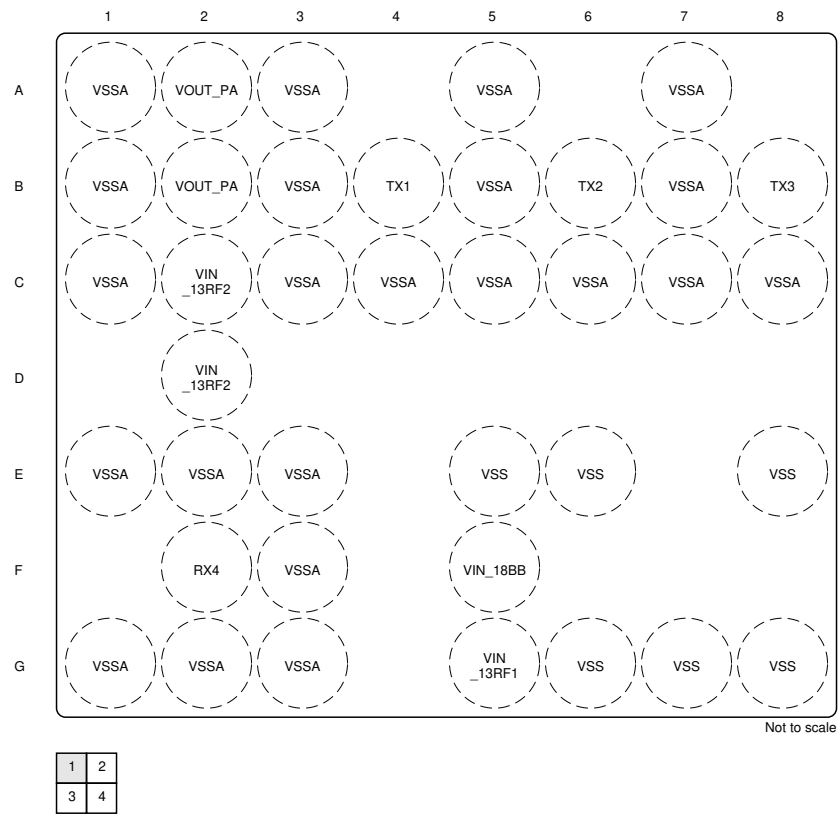 1 2 3 4 5 6 7 8
A VSSA VOUT_PA VSSA VSSA VSSA
B VSSA VOUT_PA VSSA TX1 VSSA TX2 VSSA TX3
C VSSA VIN _13RF2 VSSA VSSA VSSA VSSA VSSA VSSA
D VIN _13RF2
E VSSA VSSA VSSA VSS VSS VSS
F RX4 VSSA VIN_18BB
G VSSA VSSA VSSA VIN _13RF1 VSS VSS VSS
Not to scale
1 2
3 4